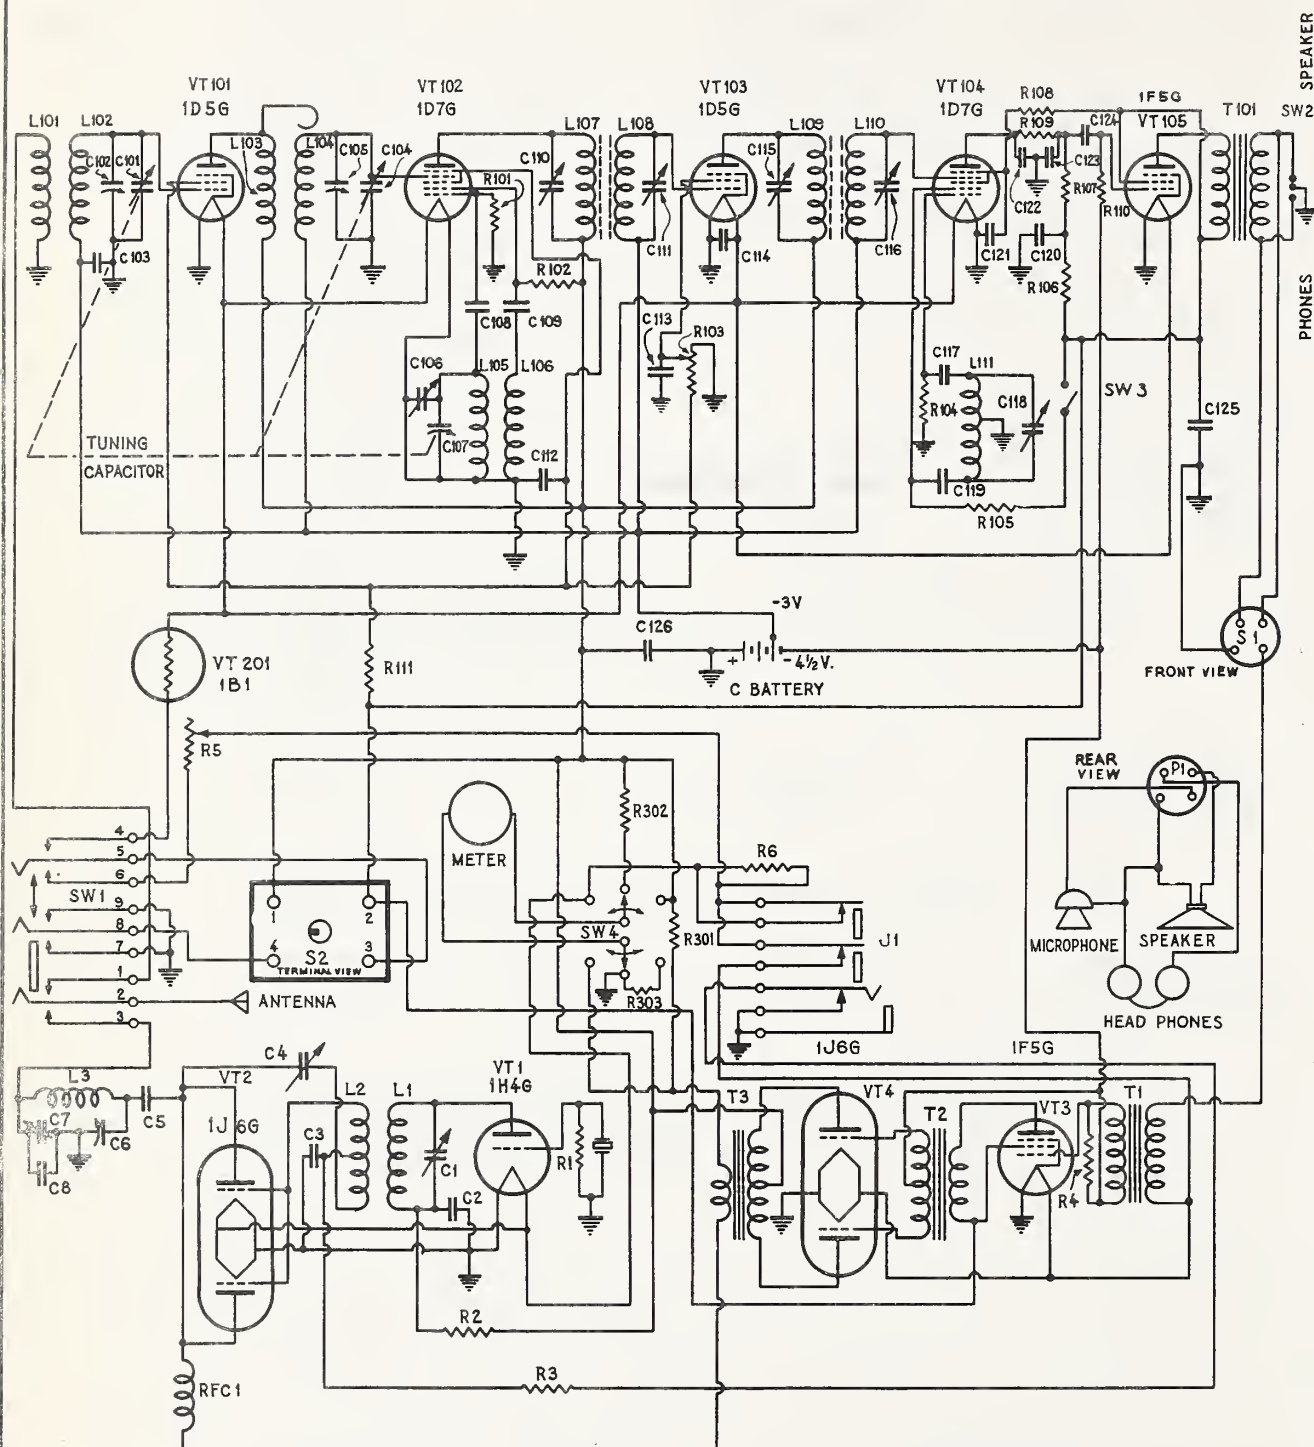 SPEAKER
SW2
PHONES
VT101
1D5G
VT102
1D7G
VT103
1D5G
VT104
1D7G
R108
R109
C124
1F5G
VT105
T101
L101
L102
C102
C101
L103
L104
C105
C104
R101
C110
L107
L108
C111
C115
L109
L110
C116
C122
C123
R107
R110
C103
R102
C114
C121
C120
R106
C108
C109
C113
R103
C106
L105
L106
C107
C112
C117
L111
R104
C118
SW 3
C119
R105
C125
TUNING
CAPACITOR
-3V
C126
+
- 4½V.
C BATTERY
S1
FRONT VIEW
VT 201
1B1
R111
R5
REAR
VIEW
P1
METER
R302
R6
4
5
6
SW1
9
8
7
1
2
3
1
2
4
3
S2
TERMINAL VIEW
SW4
R301
R303
J1
MICROPHONE
SPEAKER
HEAD PHONES
ANTENNA
1J6G
1F5G
L3
C7
C6
C5
C8
C4
VT2
1J6G
L2
L1
VT1
1H4G
C3
C1
C2
R1
T3
VT4
T2
VT3
T1
R4
R2
R3
RFC1